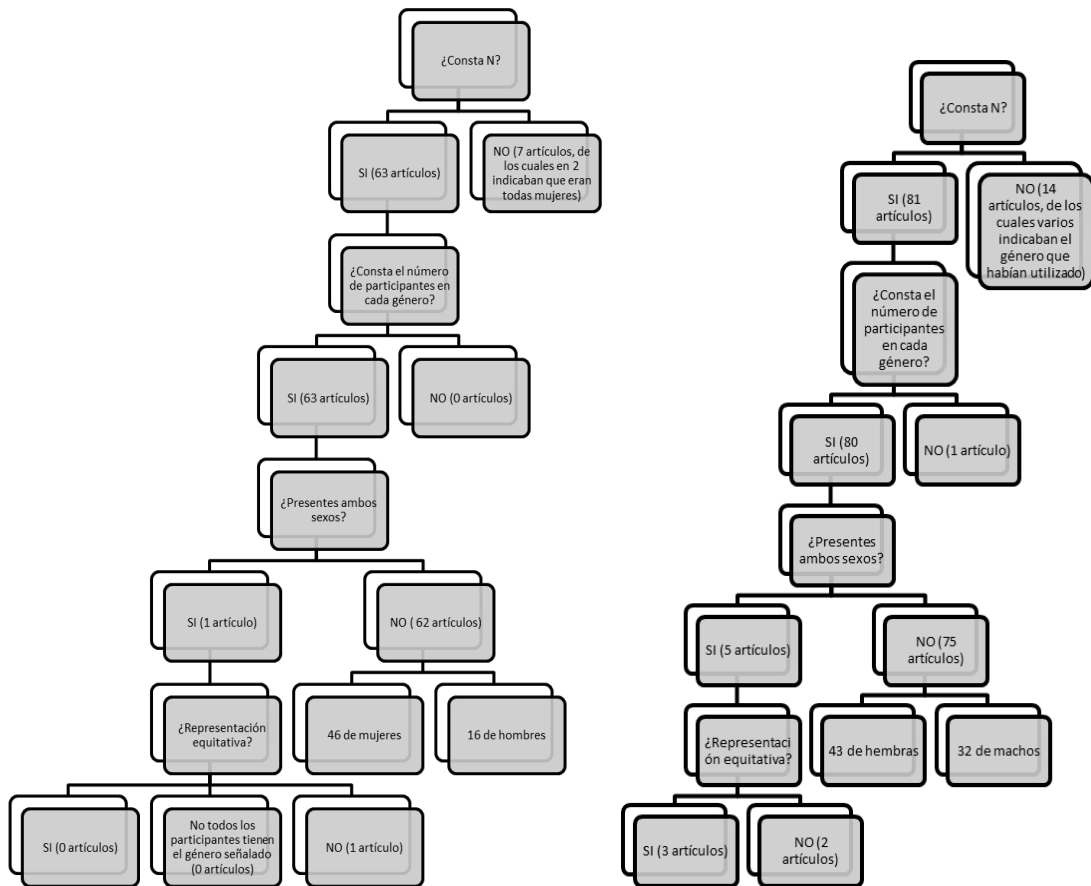 ¿Consta N?
SI (63 artículos)
NO (7 artículos, de
los cuales en 2
indicaban que eran
todas mujeres)
¿Consta el número
de participantes en
cada género?
SI (63 artículos)
NO (0 artículos)
¿Presentes ambos
sexos?
SI (1 artículo)
NO ( 62 artículos)
¿Representación
equitativa?
46 de mujeres
16 de hombres
SI (0 artículos)
No todos los
participantes tienen
el género señalado
(0 artículos)
NO (1 artículo)
¿Consta N?
SI (81
artículos)
NO (14
artículos, de los
cuales varios
indicaban el
género que
habían utilizado)
¿Consta el
número de
participantes
en cada
género?
SI (80
artículos)
NO (1 artículo)
¿Presentes
ambos sexos?
SI (5 artículos)
NO (75
artículos)
¿Representaci
ón equitativa?
43 de hembras
32 de machos
SI (3 artículos)
NO (2
artículos)